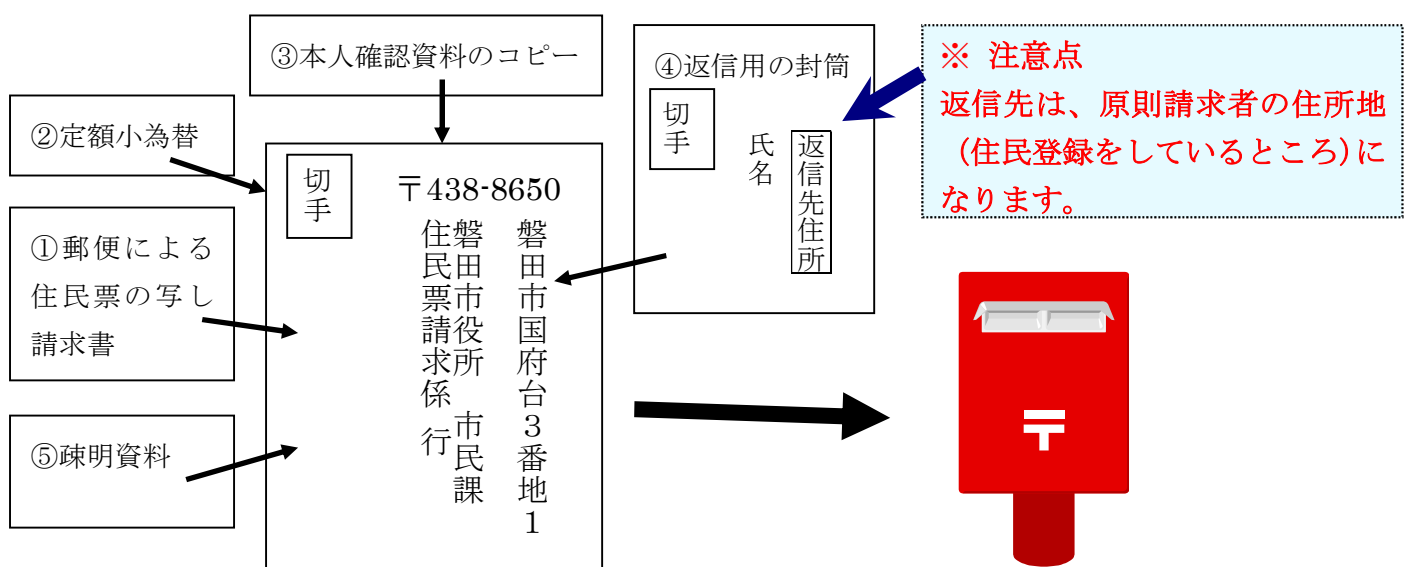 ③本人確認資料のコピー
④返信用の封筒
切手
氏名
返信先住所
※ 注意点
返信先は、原則請求者の住所地
（住民登録をしているところ）に
なります。
②定額小為替
①郵便による
住民票の写し
請求書
⑤疎明資料
切手
〒438-8650
磐田市国府台３番地１
磐田市役所 市民課
住民票請求係 行
〒